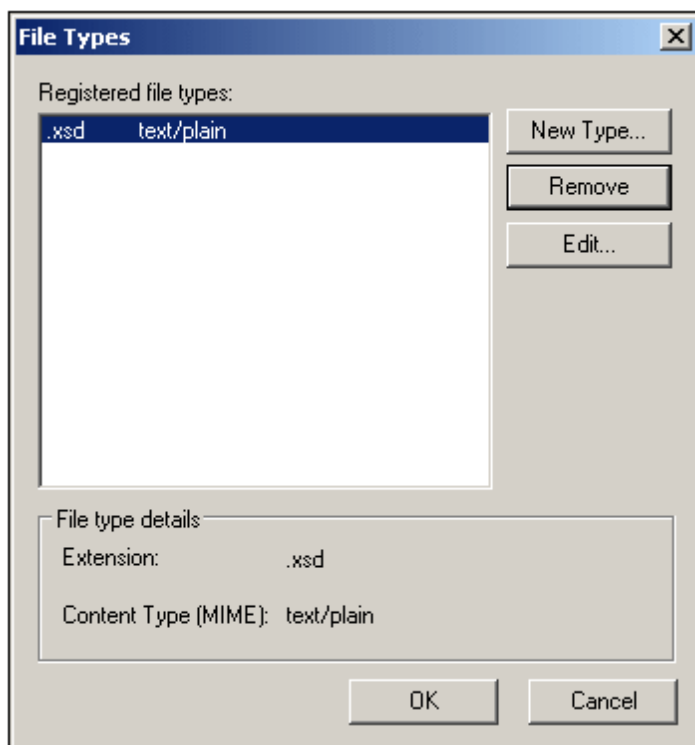 File Types
Registered file types:
.xsd text/plain
New Type...
Remove
Edit...
File type details
Extension: .xsd
Content Type (MIME): text/plain
OK Cancel